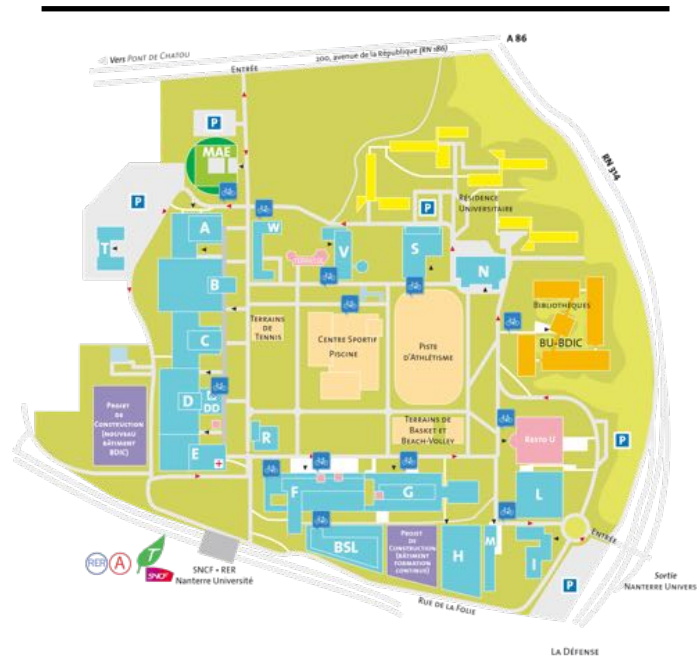 A 86
Vers PONT DE CHATOU
200, avenue de la République (RN 186)
ENTRÉE
P
MAE
RN 314
P
P
RÉSIDENCE
UNIVERSITAIRE
A
W
T
V
S
N
B
BIBLIOTHÈQUES
BU-BDIC
TERRAINS
DE
TENNIS
CENTRE SPORTIF
PISCINE
PISTE
D'ATHLÉTISME
C
D
DD
PROJET
DE
CONSTRUCTION
(NOUVEAU
BÂTIMENT
BDIC)
TERRAINS DE
BASKET ET
BEACH-VOLLEY
R
RESTO U
P
E
F
G
L
BSL
PROJET
DE
CONSTRUCTION
(BÂTIMENT
FORMATION
CONTINUE)
H
M
I
ENTRÉE
RER A T
SNCF
SNCF • RER
Nanterre Université
P
Sortie
NANTERRE UNIVERS
RUE DE LA FOLIE
LA DÉFENSE